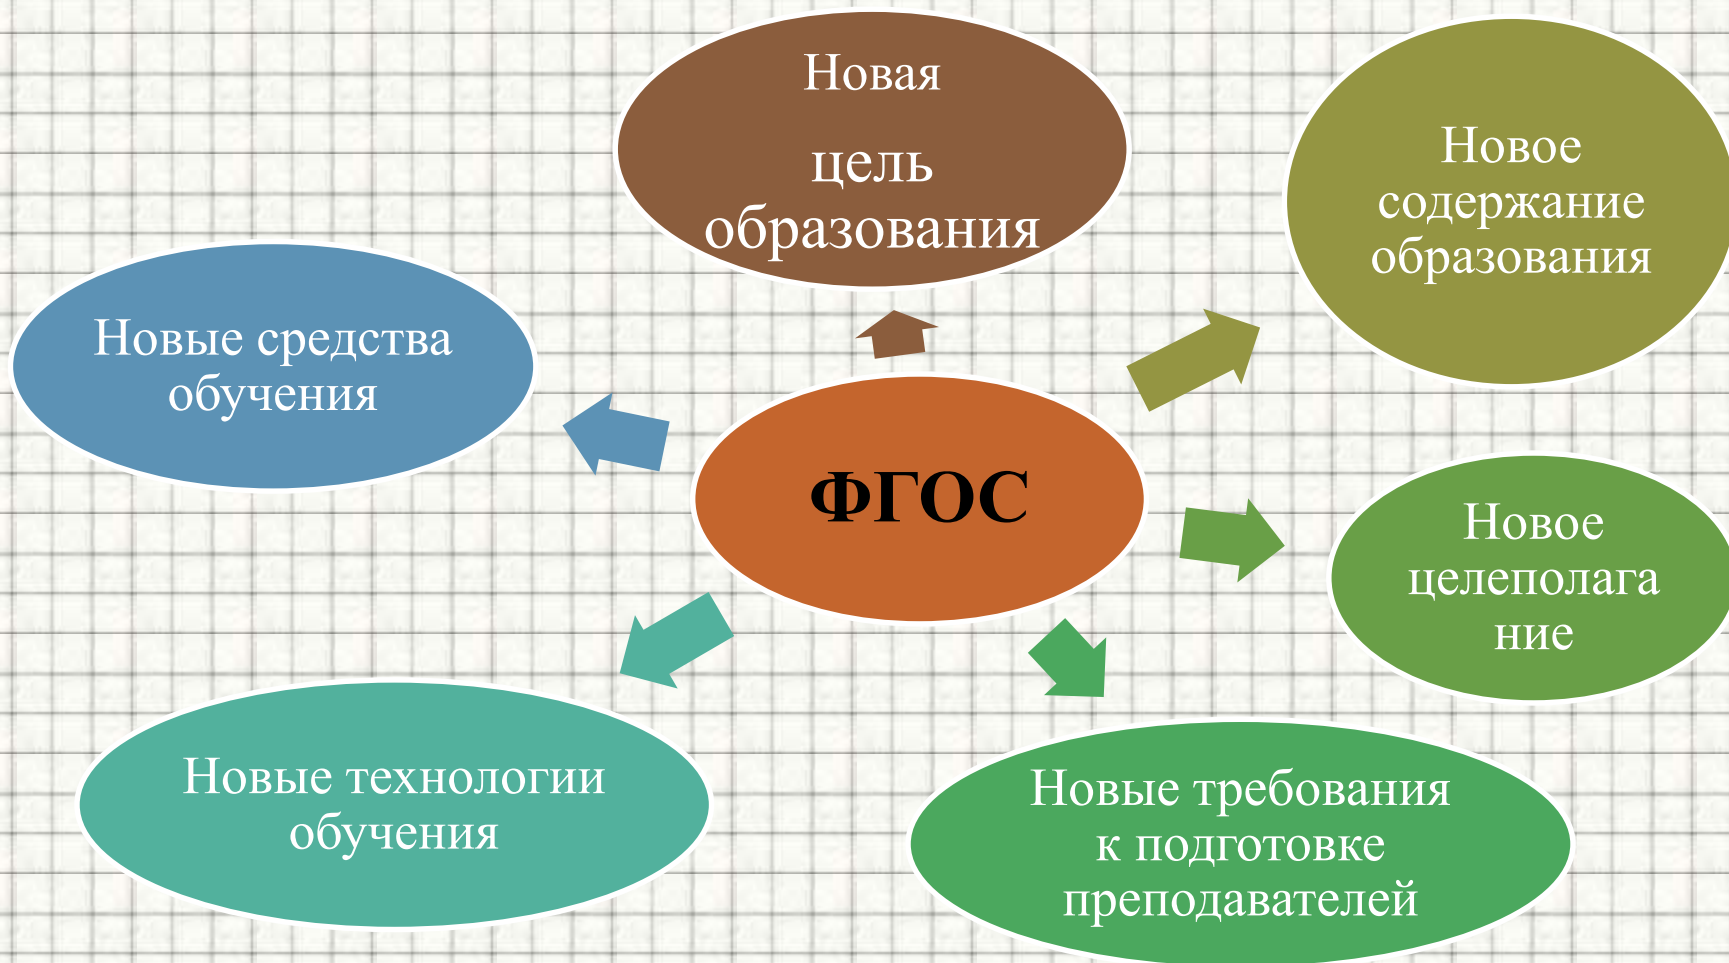 Новая
цель
образования
Новое
содержание
образования
Новые средства
обучения
ФГОС
Новое
целеполага
ние
Новые технологии
обучения
Новые требования
к подготовке
преподавателей